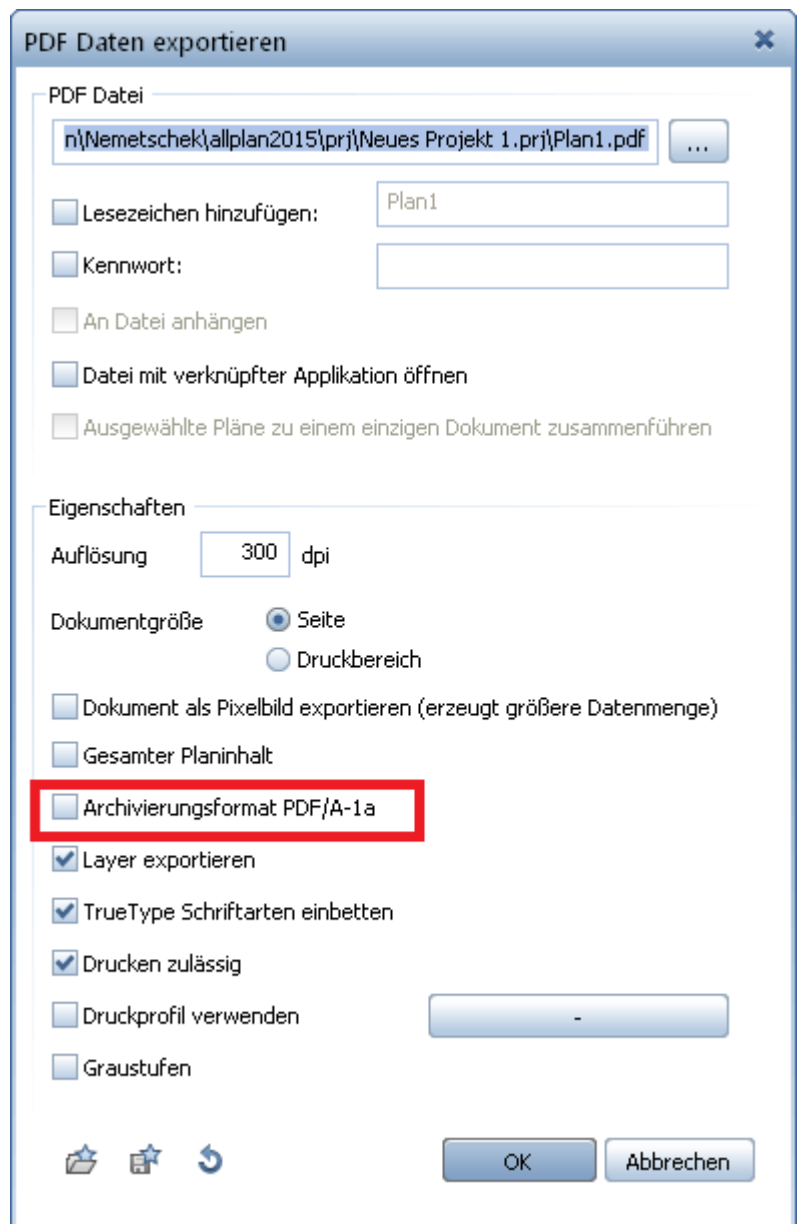 PDF Daten exportieren
PDF Datei
n\Nemetschek\allplan2015\prj\Neues Projekt 1.prj\Plan1.pdf ...
Lesezeichen hinzufügen: Plan1
Kennwort:
An Datei anhängen
Datei mit verknüpfter Applikation öffnen
Ausgewählte Pläne zu einem einzigen Dokument zusammenführen
Eigenschaften
Auflösung 300 dpi
Dokumentgröße Seite
Druckbereich
Dokument als Pixelbild exportieren (erzeugt größere Datenmenge)
Gesamter Planinhalt
Archivierungsformat PDF/A-1a
Layer exportieren
TrueType Schriftarten einbetten
Drucken zulässig
Druckprofil verwenden -
Graustufen
OK Abbrechen